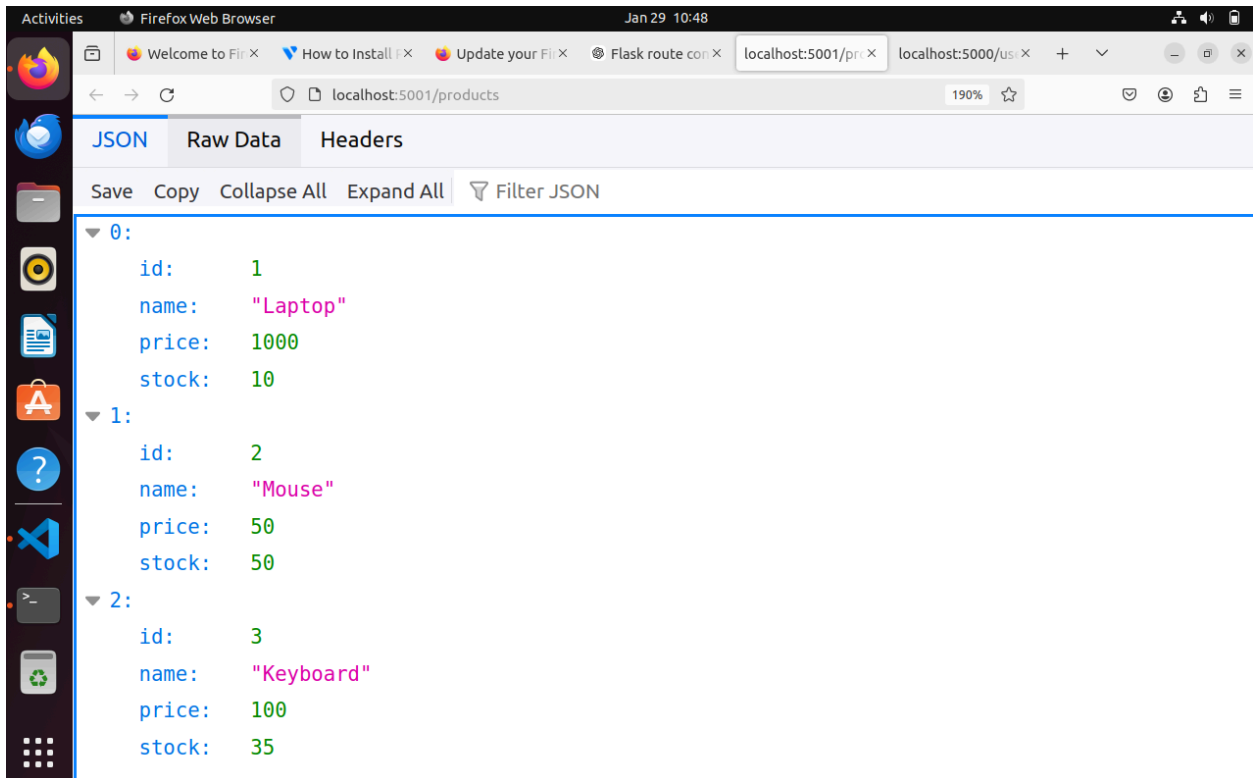 Activities Firefox Web Browser Jan 29 10:48
Welcome to Fir × How to Install × Update your Fi × Flask route con × localhost:5001/pro × localhost:5000/us ×
localhost:5001/products 190%
JSON Raw Data Headers
Save Copy Collapse All Expand All Filter JSON
0:
id: 1
name: "Laptop"
price: 1000
stock: 10
1:
id: 2
name: "Mouse"
price: 50
stock: 50
2:
id: 3
name: "Keyboard"
price: 100
stock: 35